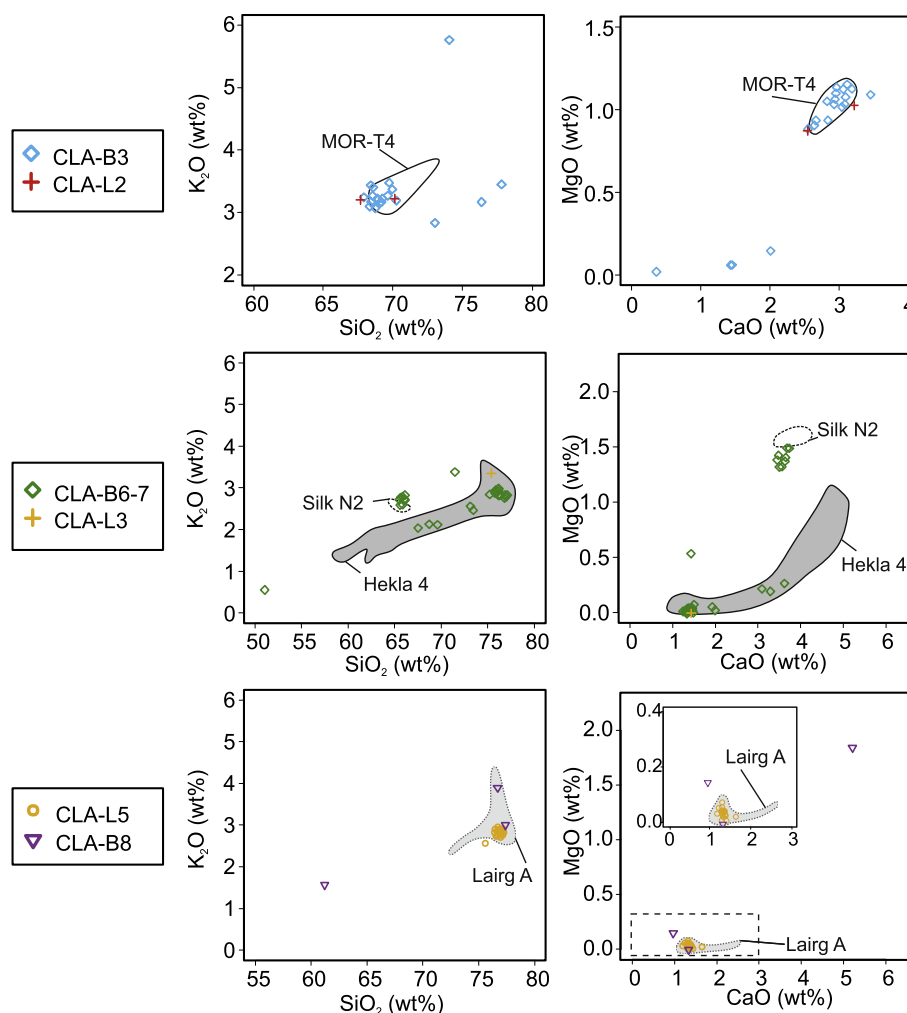 CLA-B3
CLA-L2
6
5
4
3
2
K₂O (wt%)
MOR-T4
60
65
70
75
80
SiO₂ (wt%)
1.5
1.0
0.5
0.0
MgO (wt%)
MOR-T4
0
1
2
3
4
CaO (wt%)
CLA-B6-7
CLA-L3
6
5
4
3
2
1
0
K₂O (wt%)
Silk N2
Hekla 4
50
55
60
65
70
75
80
SiO₂ (wt%)
2.0
1.5
1.0
0.5
0.0
MgO (wt%)
Silk N2
Hekla 4
0
1
2
3
4
5
6
CaO (wt%)
CLA-L5
CLA-B8
6
5
4
3
2
1
0
K₂O (wt%)
Lairg A
55
60
65
70
75
80
SiO₂ (wt%)
2.0
1.5
1.0
0.5
0.0
MgO (wt%)
0.4
0.2
0.0
Lairg A
0
1
2
3
Lairg A
0
1
2
3
4
5
6
CaO (wt%)